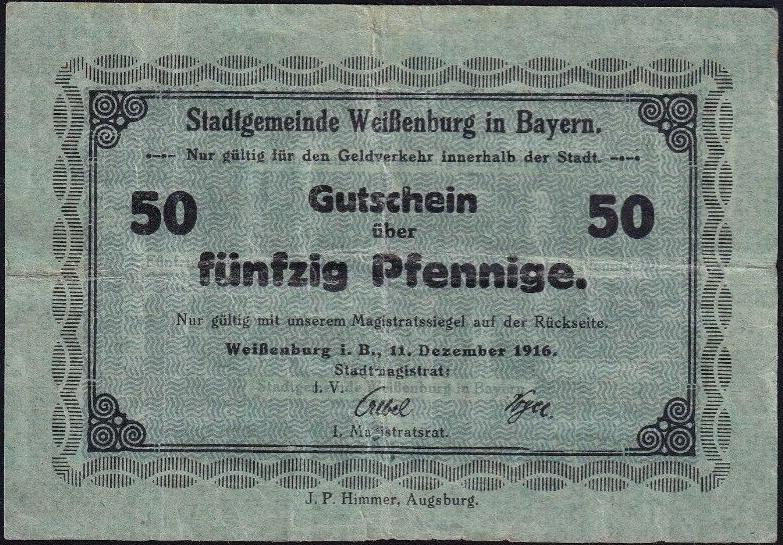 Stadtgemeinde Weißenburg in Bayern.
Nur gültig für den Geldverkehr innerhalb der Stadt.
50 Gutschein 50
über
fünfzig Pfennige.
Nur gültig mit unserem Magistratssiegel auf der Rückseite.
Weißenburg i. B., 11. Dezember 1916.
Stadtmagistrat:
i. V.
I. Magistratsrat.
J. P. Himmer, Augsburg.